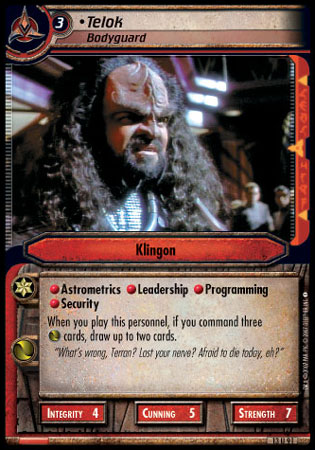 3
• Telok
Bodyguard
Klingon
Astrometrics Leadership Programming
Security
When you play this personnel, if you command three
cards, draw up to two cards.
"What's wrong, Terran? Lost your nerve? Afraid to die today, eh?"
INTEGRITY 4 CUNNING 5 STRENGTH 7
13 U 91